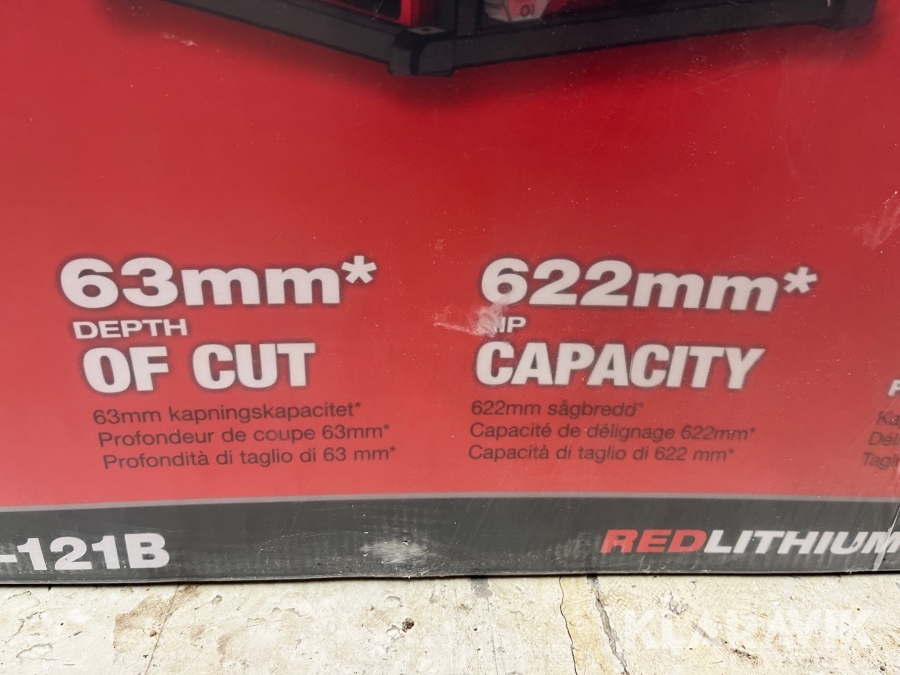 63mm*
DEPTH
OF CUT
63mm kapningskapacitet*
Profondeur de coupe 63mm*
Profondità di taglio di 63 mm*
622mm*
CAPACITY
622mm sågbredd*
Capacité de délignage 622mm*
Capacità di taglio di 622 mm*
-121B
REDLITHIUM
KLARAVIK